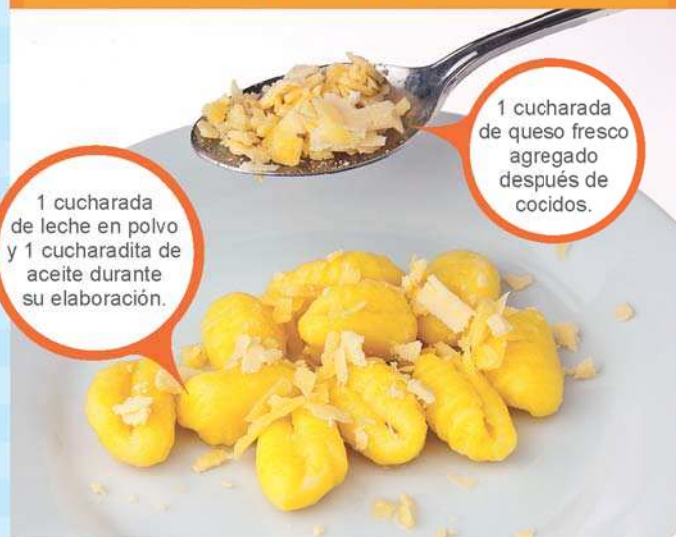 1 cucharada
de leche en polvo
y 1 cucharadita de
aceite durante
su elaboración.
1 cucharada
de queso fresco
agregado
después de
cocidos.